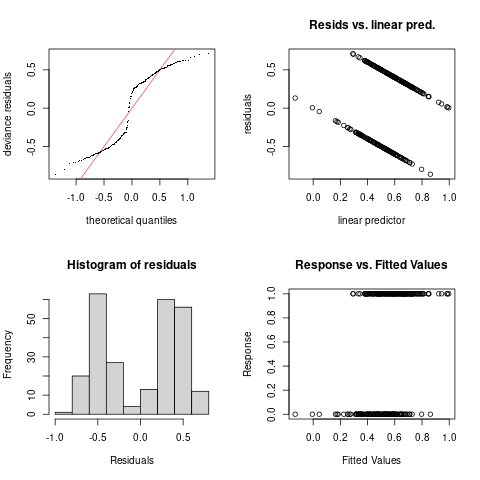 Resids vs. linear pred.
deviance residuals
0.5
0.0
-0.5
-1.0 -0.5 0.0 0.5 1.0
theoretical quantiles
residuals
0.5
0.0
-0.5
0.0 0.2 0.4 0.6 0.8 1.0
linear predictor
Histogram of residuals
Frequency
50
30
10
0
-1.0 -0.5 0.0 0.5
Residuals
Response vs. Fitted Values
Response
1.0
0.8
0.6
0.4
0.2
0.0
0.0 0.2 0.4 0.6 0.8 1.0
Fitted Values